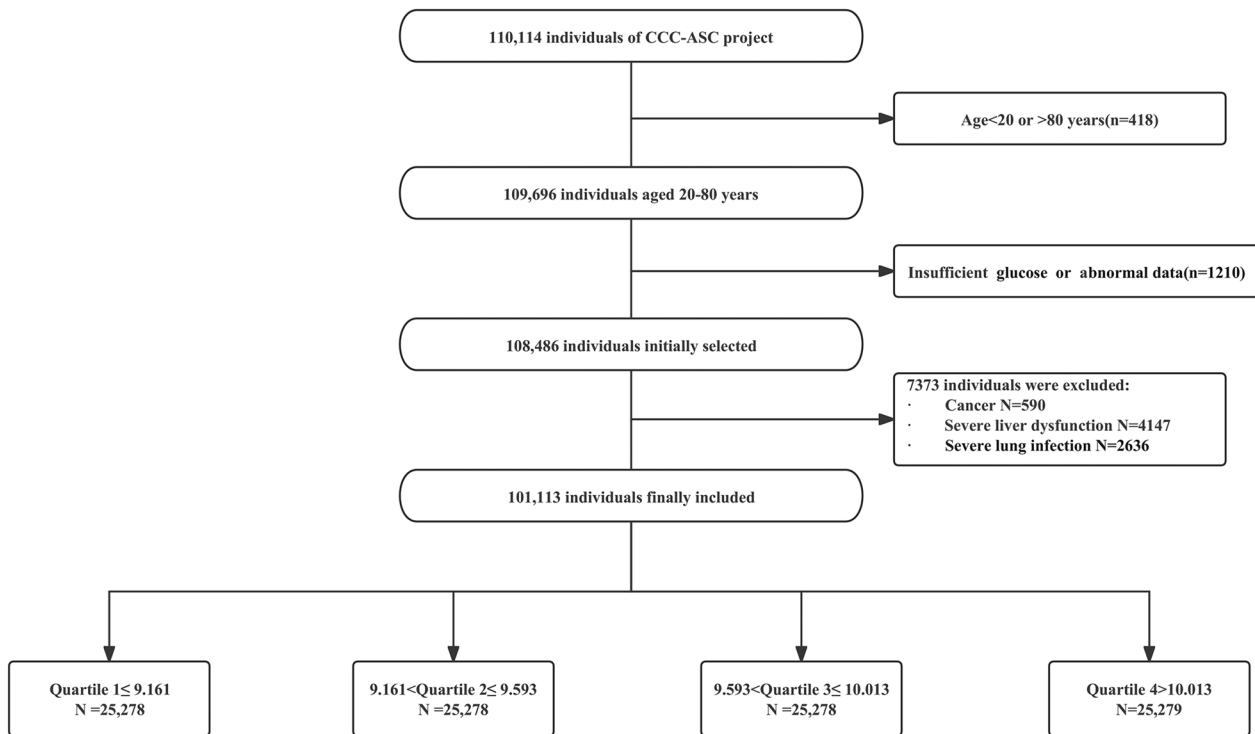 110,114 individuals of CCC-ASC project
Age<20 or >80 years(n=418)
109,696 individuals aged 20-80 years
Insufficient glucose or abnormal data(n=1210)
108,486 individuals initially selected
7373 individuals were excluded:
· Cancer N=590
· Severe liver dysfunction N=4147
· Severe lung infection N=2636
101,113 individuals finally included
Quartile 1≤ 9.161
N =25,278
9.161<Quartile 2≤ 9.593
N =25,278
9.593<Quartile 3≤ 10.013
N =25,278
Quartile 4>10.013
N=25,279